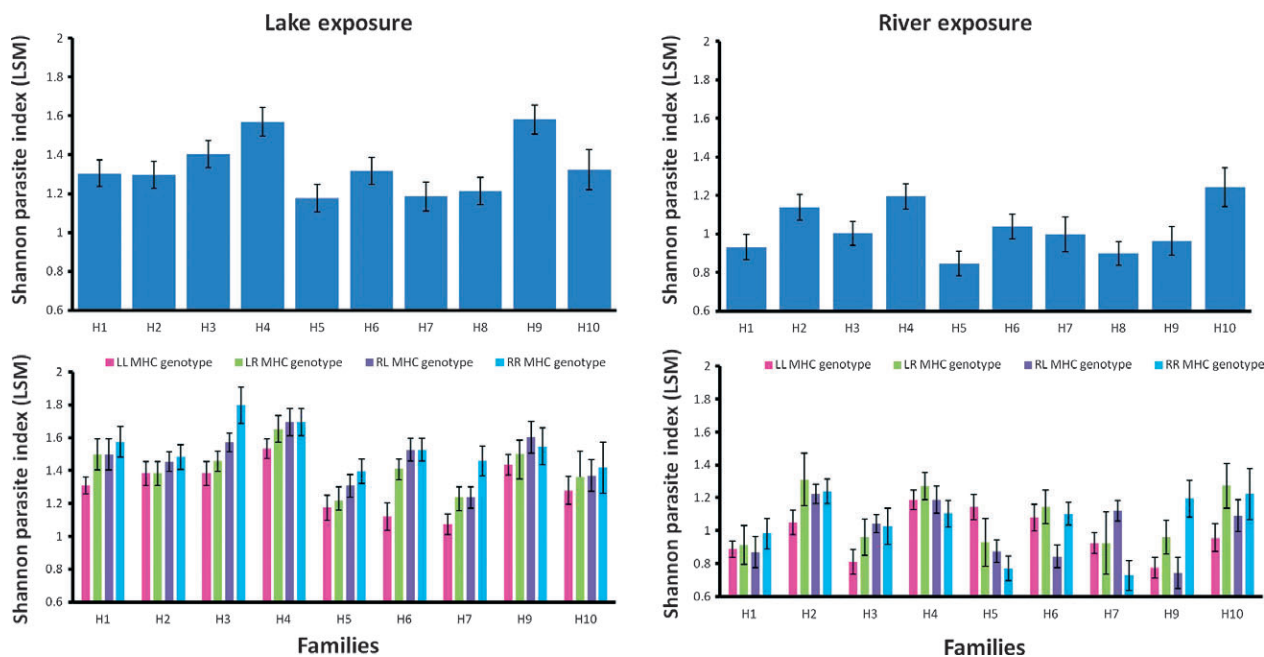 Lake exposure
Shannon parasite index (LSM)
2
1.8
1.6
1.4
1.2
1
0.8
0.6
H1 H2 H3 H4 H5 H6 H7 H8 H9 H10
River exposure
Shannon parasite index (LSM)
2
1.8
1.6
1.4
1.2
1
0.8
0.6
H1 H2 H3 H4 H5 H6 H7 H8 H9 H10
LL MHC genotype LR MHC genotype RL MHC genotype RR MHC genotype
Shannon parasite index (LSM)
2
1.8
1.6
1.4
1.2
1
0.8
0.6
H1 H2 H3 H4 H5 H6 H7 H9 H10
Families
LL MHC genotype LR MHC genotype RL MHC genotype RR MHC genotype
Shannon parasite index (LSM)
2
1.8
1.6
1.4
1.2
1
0.8
0.6
H1 H2 H3 H4 H5 H6 H7 H9 H10
Families